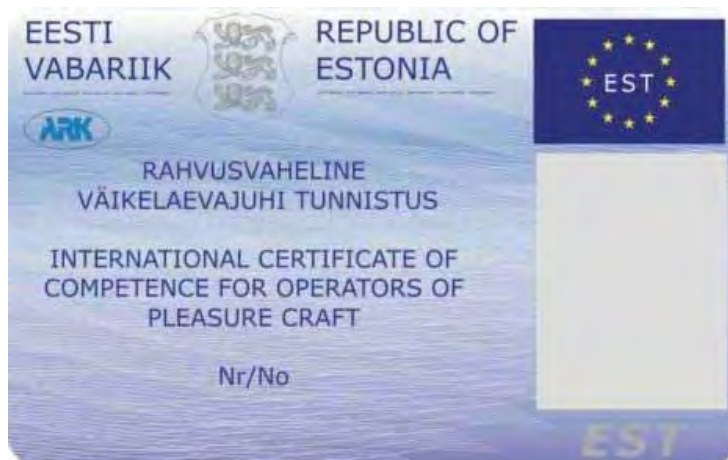 EESTI
VABARIIK
REPUBLIC OF
ESTONIA
EST
ARK
RAHVUSVAHELINE
VÄIKELAEVAJUHI TUNNISTUS
INTERNATIONAL CERTIFICATE OF
COMPETENCE FOR OPERATORS OF
PLEASURE CRAFT
Nr/No
EST